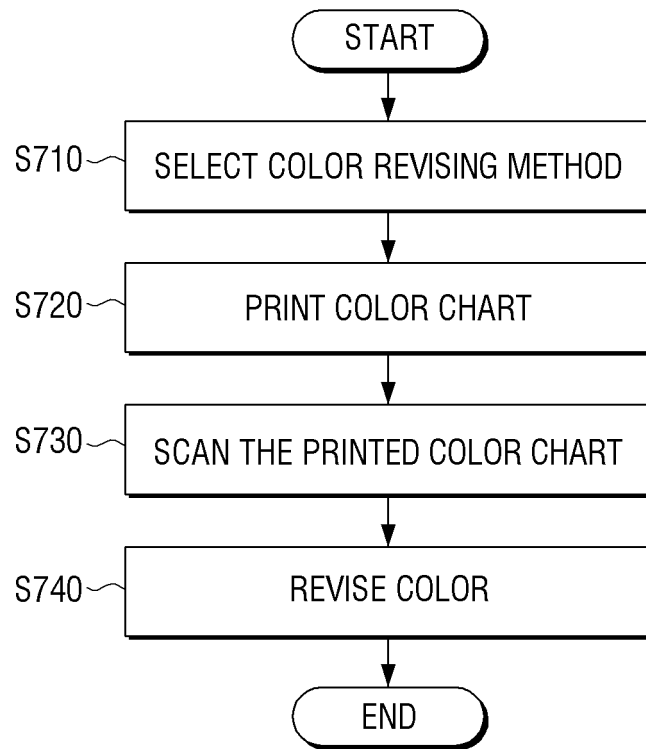 START
S710 SELECT COLOR REVISING METHOD
S720 PRINT COLOR CHART
S730 SCAN THE PRINTED COLOR CHART
S740 REVISE COLOR
END